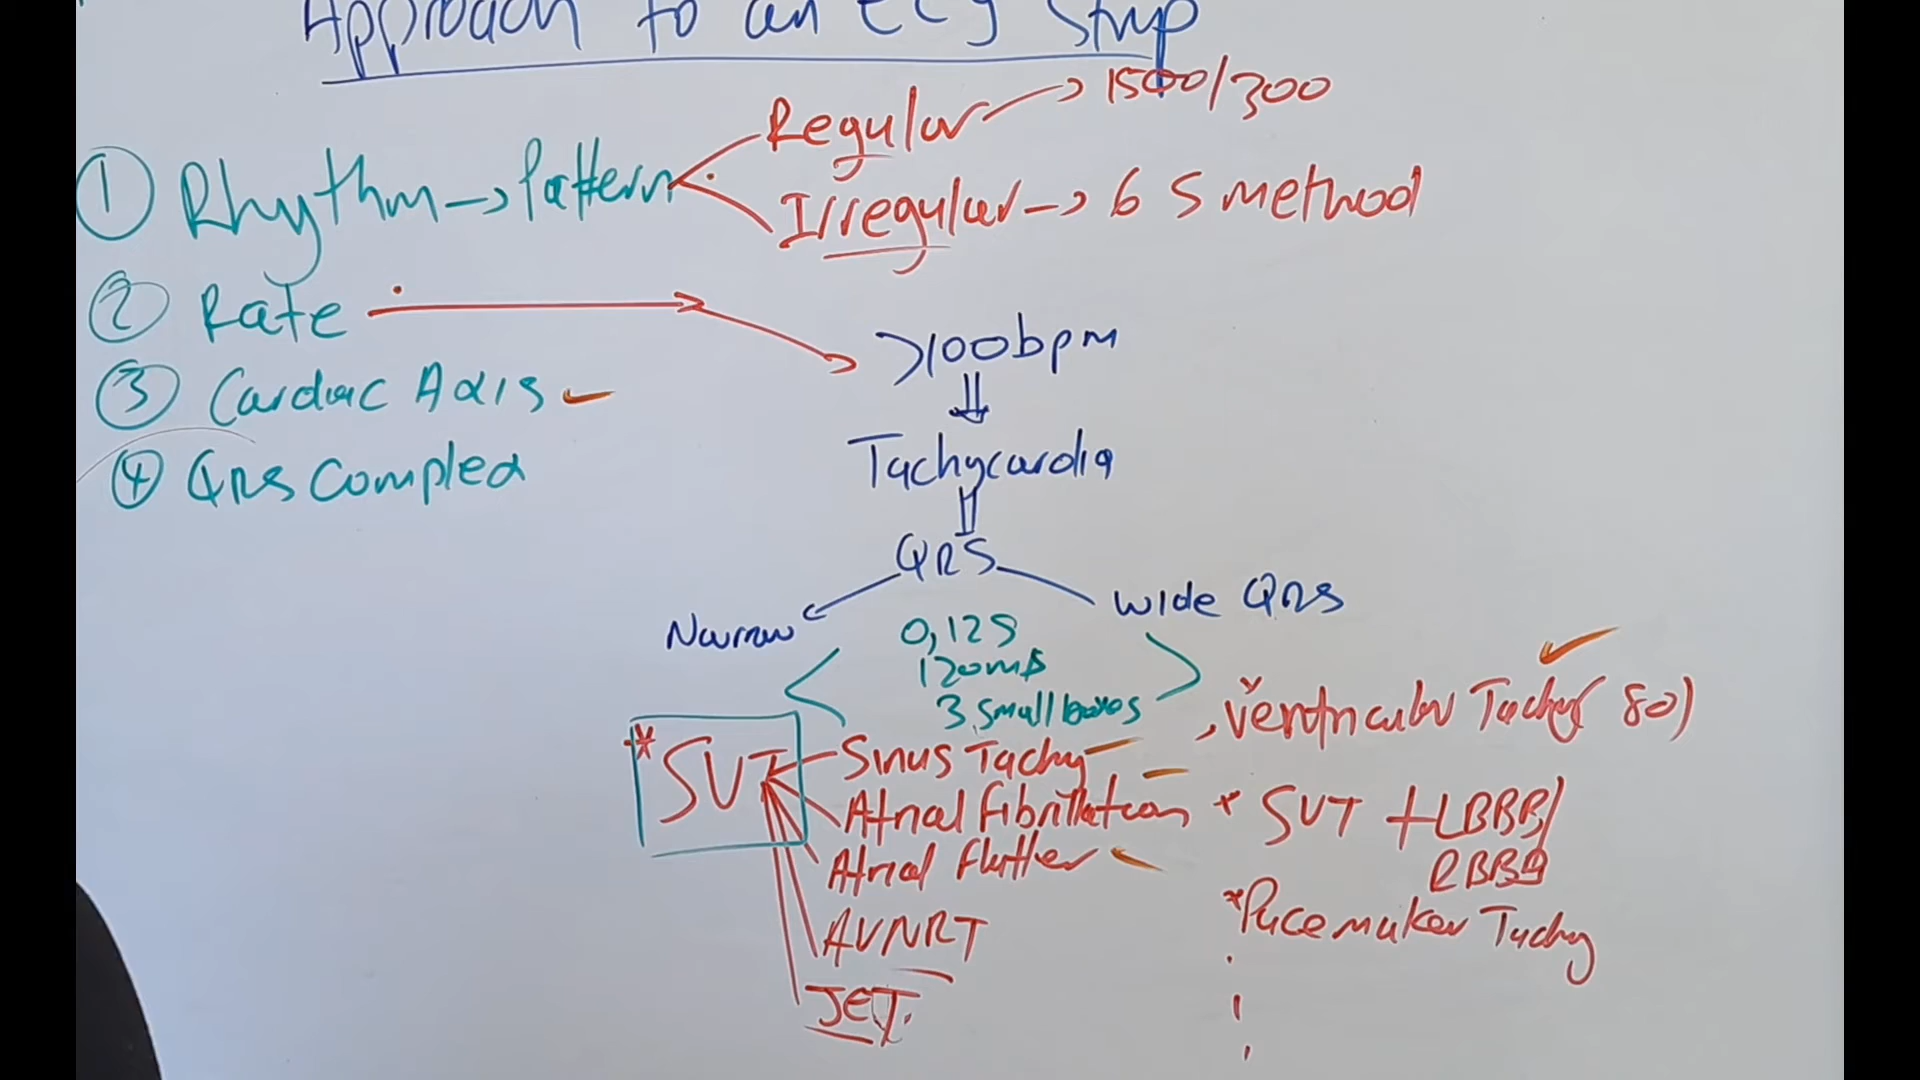 Approach to an ECG Strip
① Rhythm → Pattern
Regular → 1500/300
Irregular → 6 S method
② Rate
>100bpm
③ Cardiac Axis
Tachycardia
④ QRS Complex
QRS
Narrow
Wide QRS
0,12S
120ms
3 small boxes
Ventricular Tachy( 80)
* SVT
Sinus Tachy
Atrial fibrillation
Atrial flutter
AVNRT
JET.
* SVT + LBBB/
RBBB
*Pacemaker Tachy